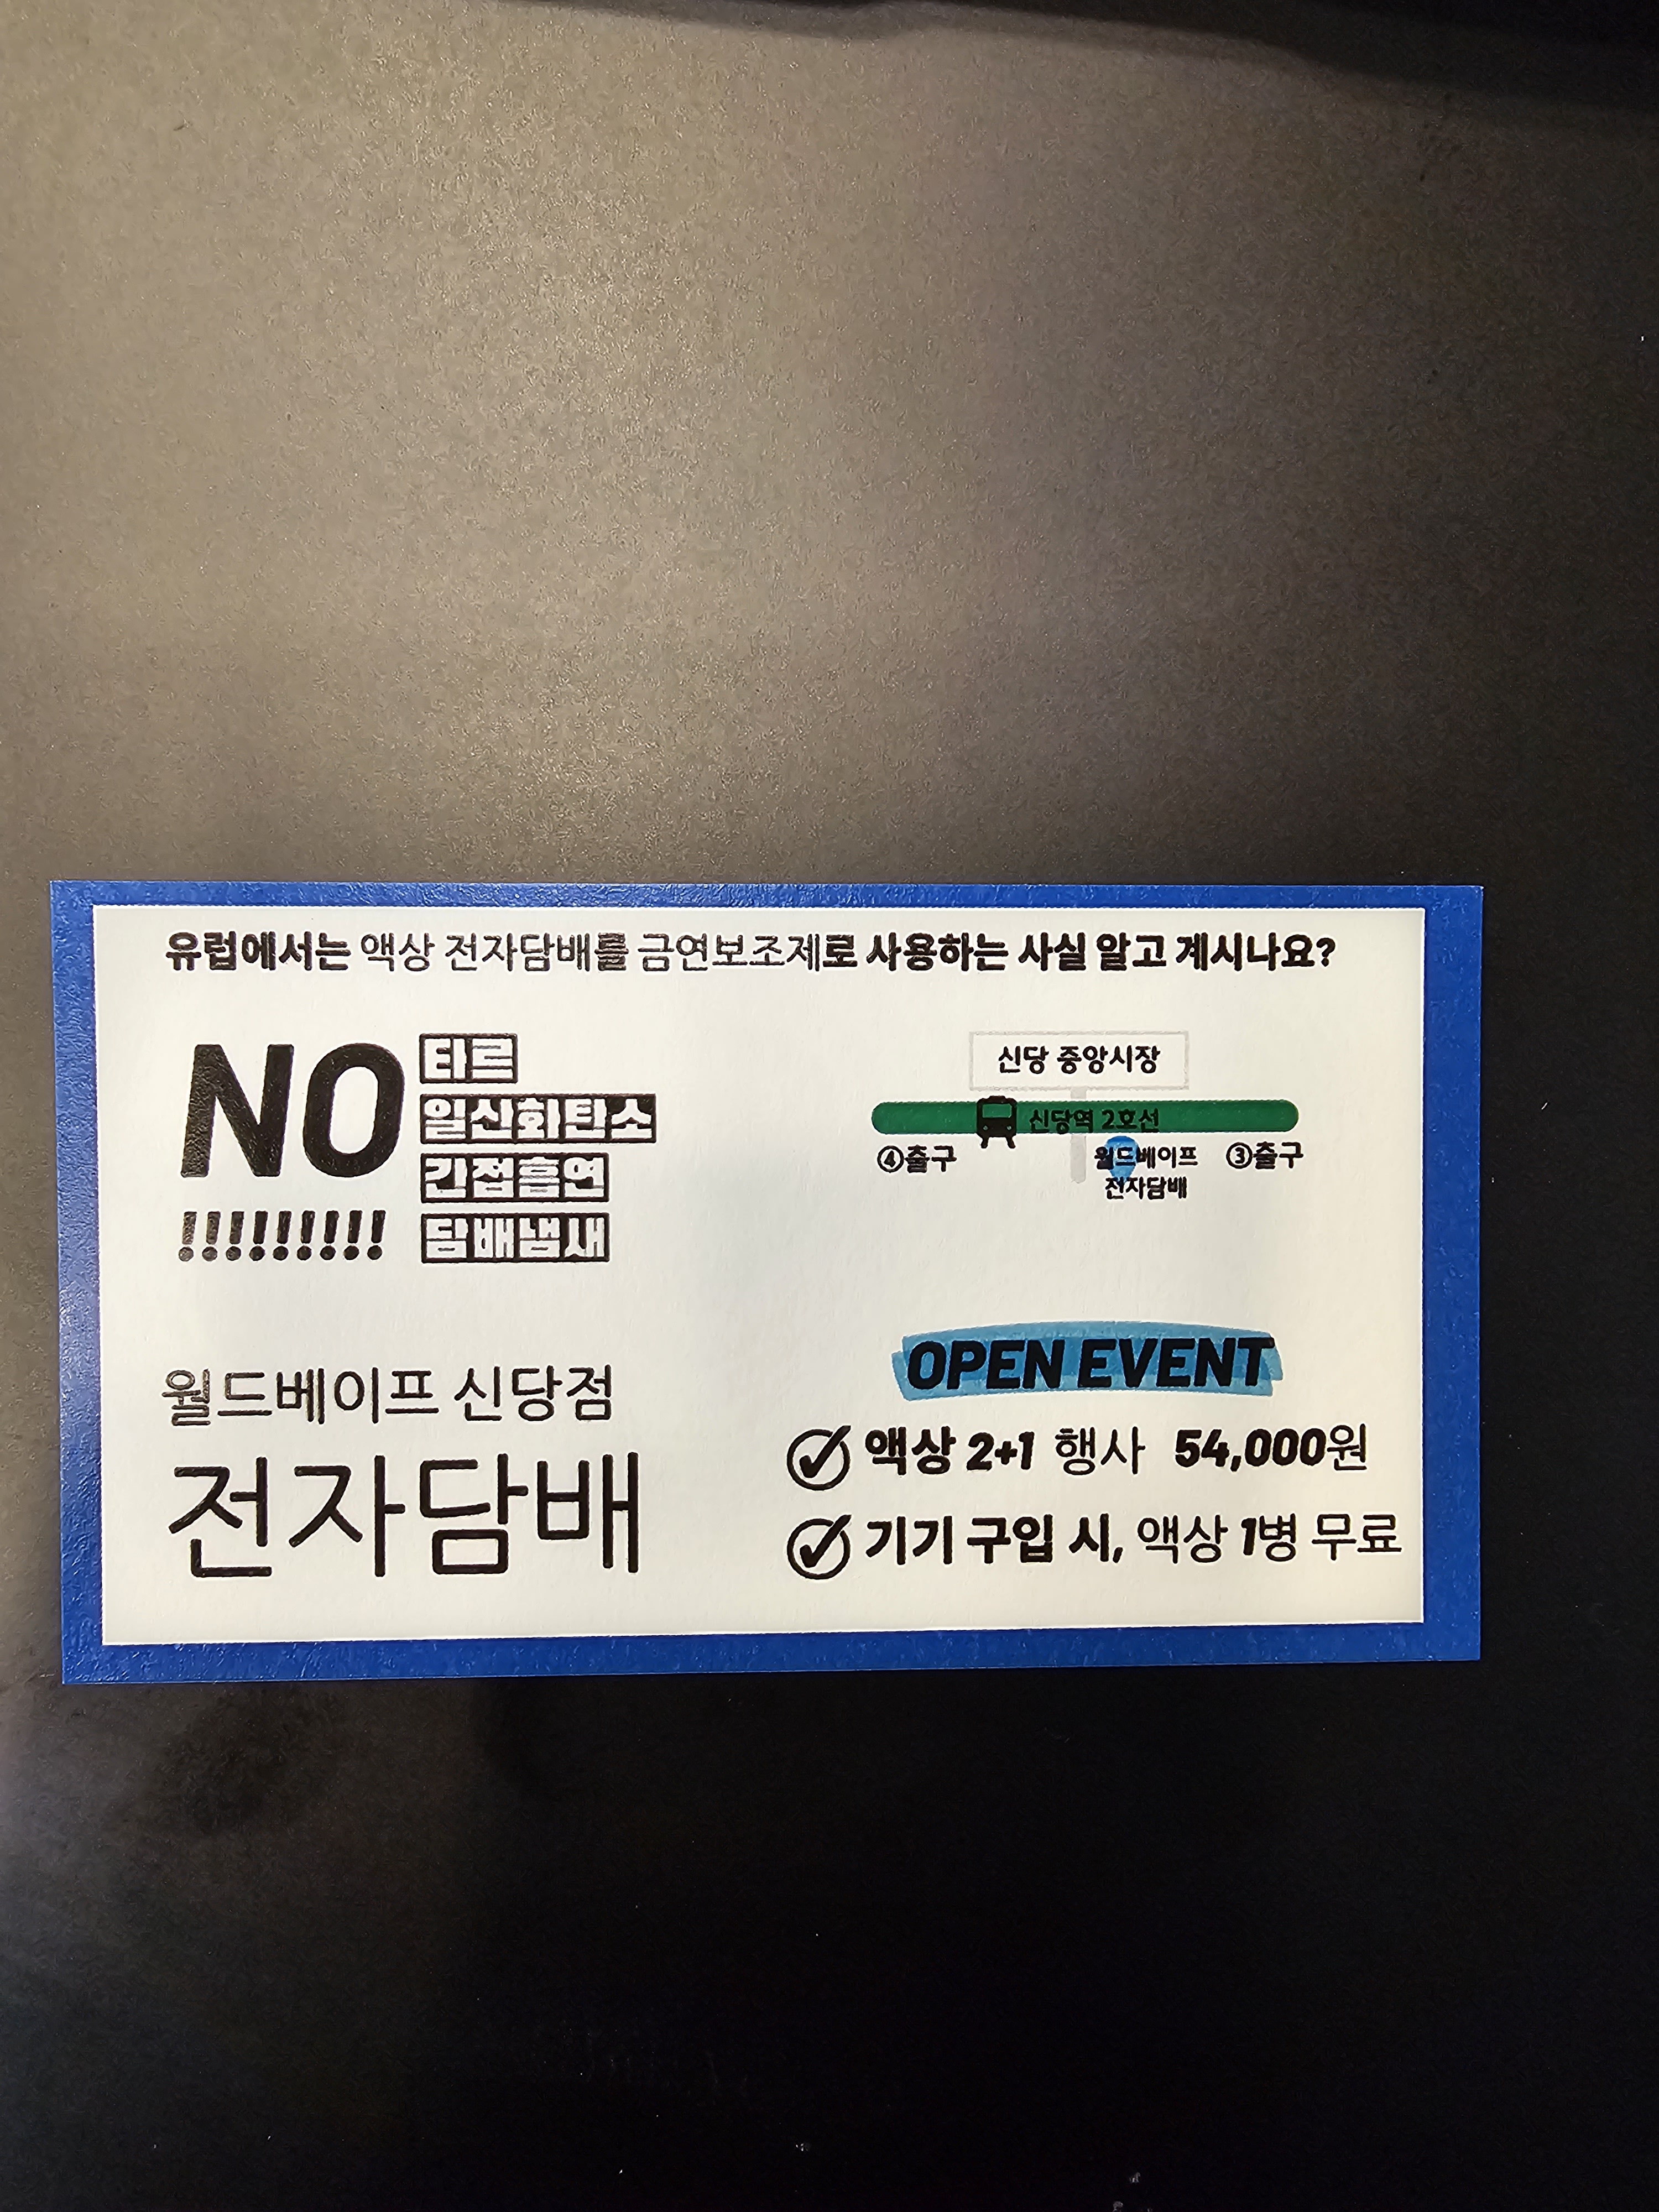 유럽에서는 액상 전자담배를 금연보조제로 사용하는 사실 알고 계시나요?
NO
!!!!!!!!!
타르
일산화탄소
간접흡연
담배냄새
신당 중앙시장
신당역 2호선
④출구
월드베이프
전자담배
③출구
월드베이프 신당점
전자담배
OPEN EVENT
액상 2+1 행사 54,000원
기기 구입 시, 액상 1병 무료